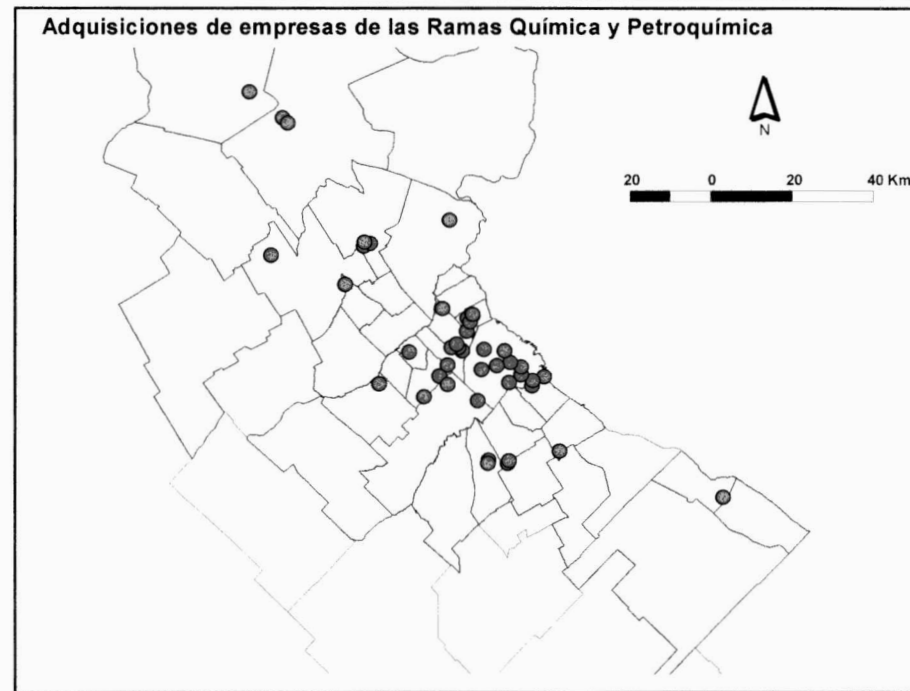 Adquisiciones de empresas de las Ramas Química y Petroquímica
N
20 0 20 40 Km